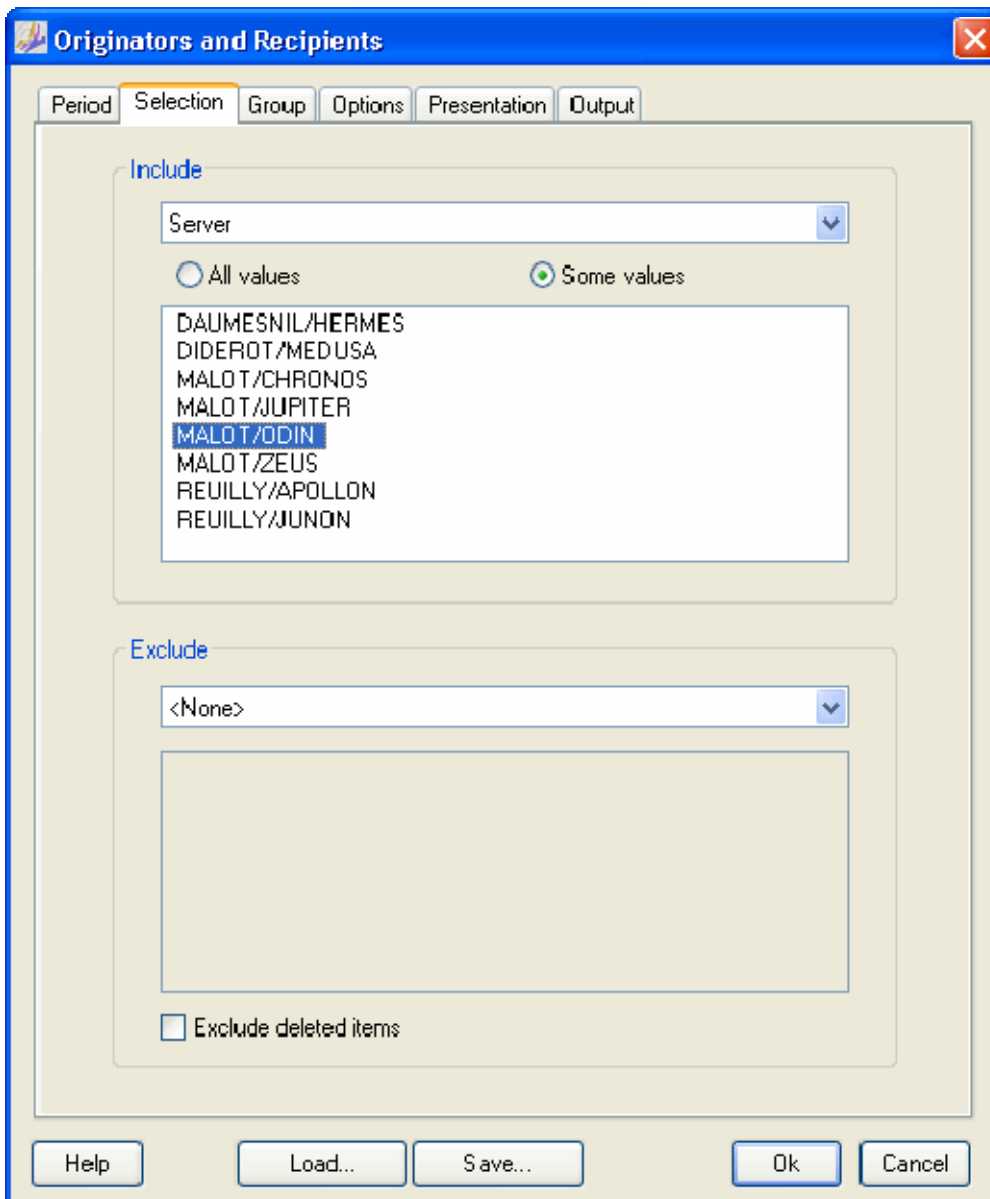 Originators and Recipients
Period Selection Group Options Presentation Output
Include
Server
All values Some values
DAUMESNIL/HERMES
DIDEROT/MEDUSA
MALOT/CHRONOS
MALOT/JUPITER
MALOT/ODIN
MALOT/ZEUS
REUILLY/APOLLON
REUILLY/JUNON
Exclude
<None>
Exclude deleted items
Help Load... Save... Ok Cancel